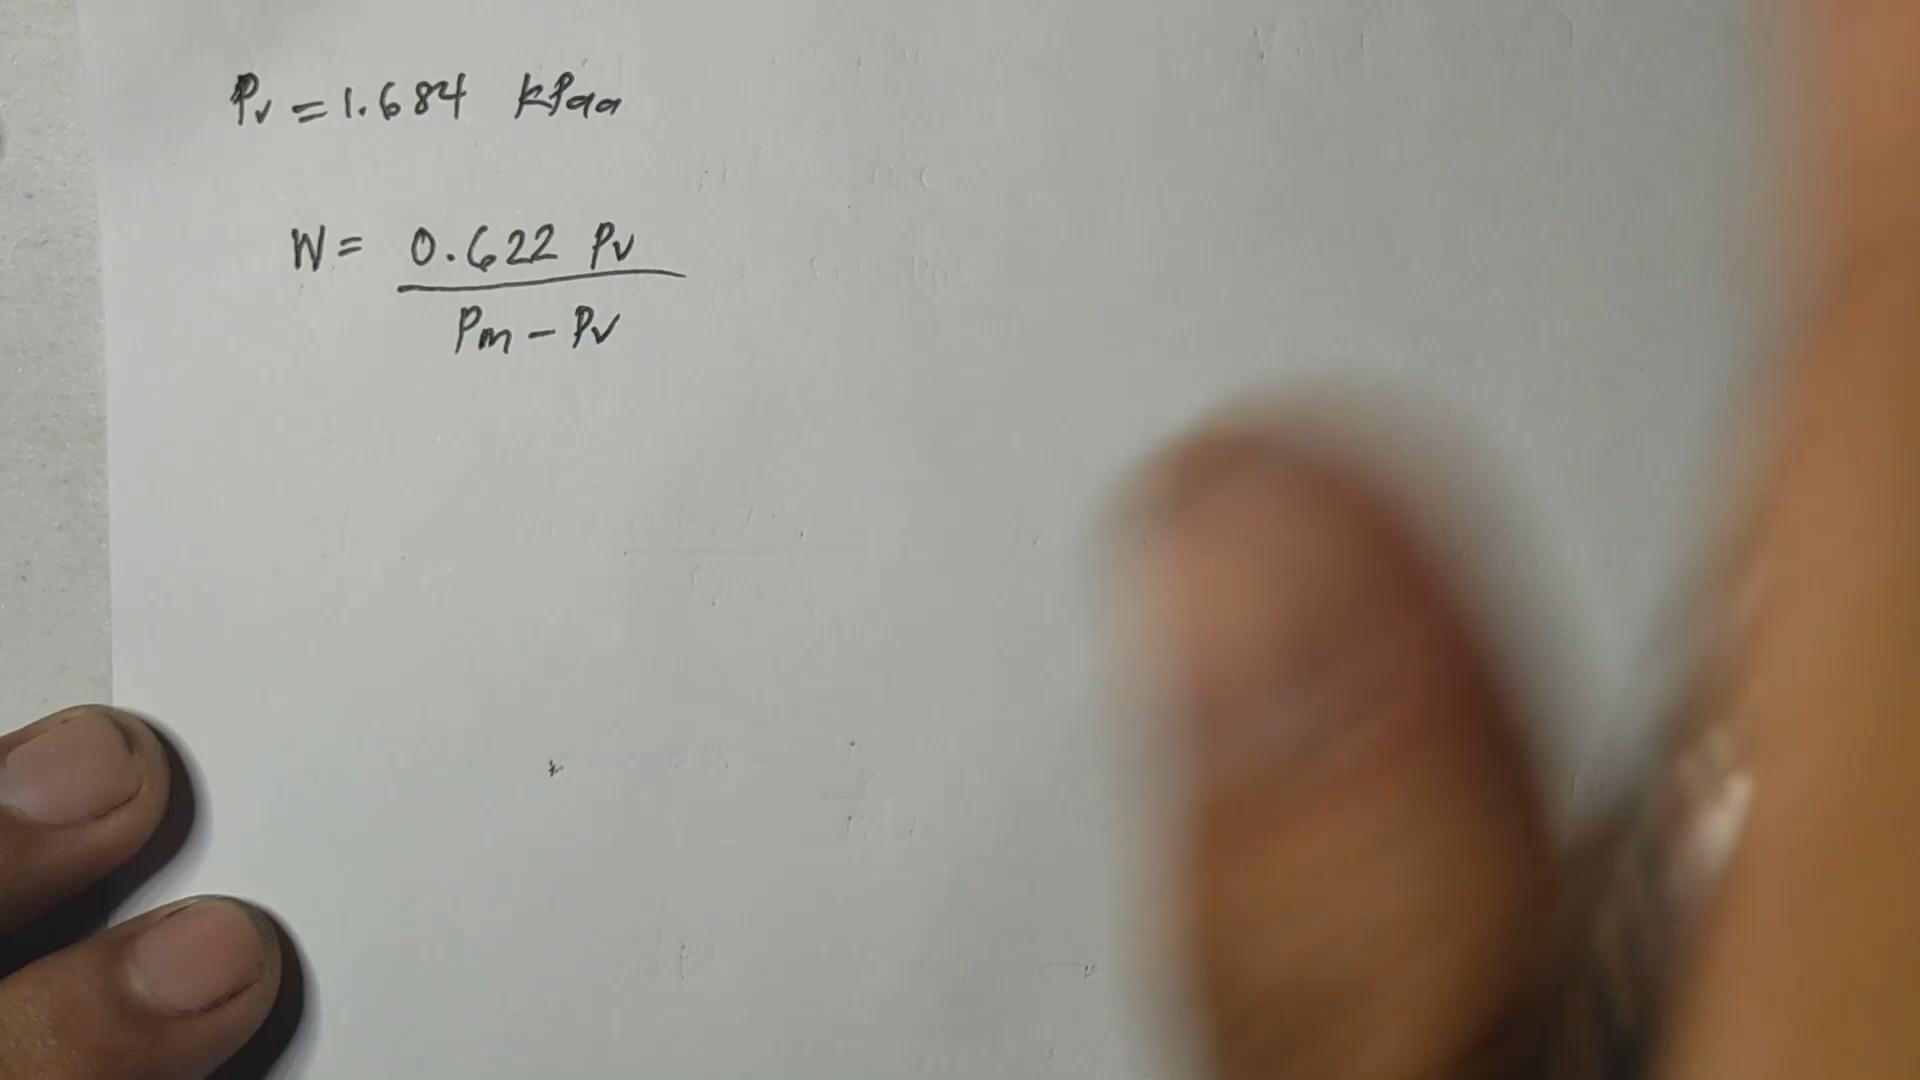 Pv = 1.684 kPaa
W = 0.622 Pv
Pm - Pv